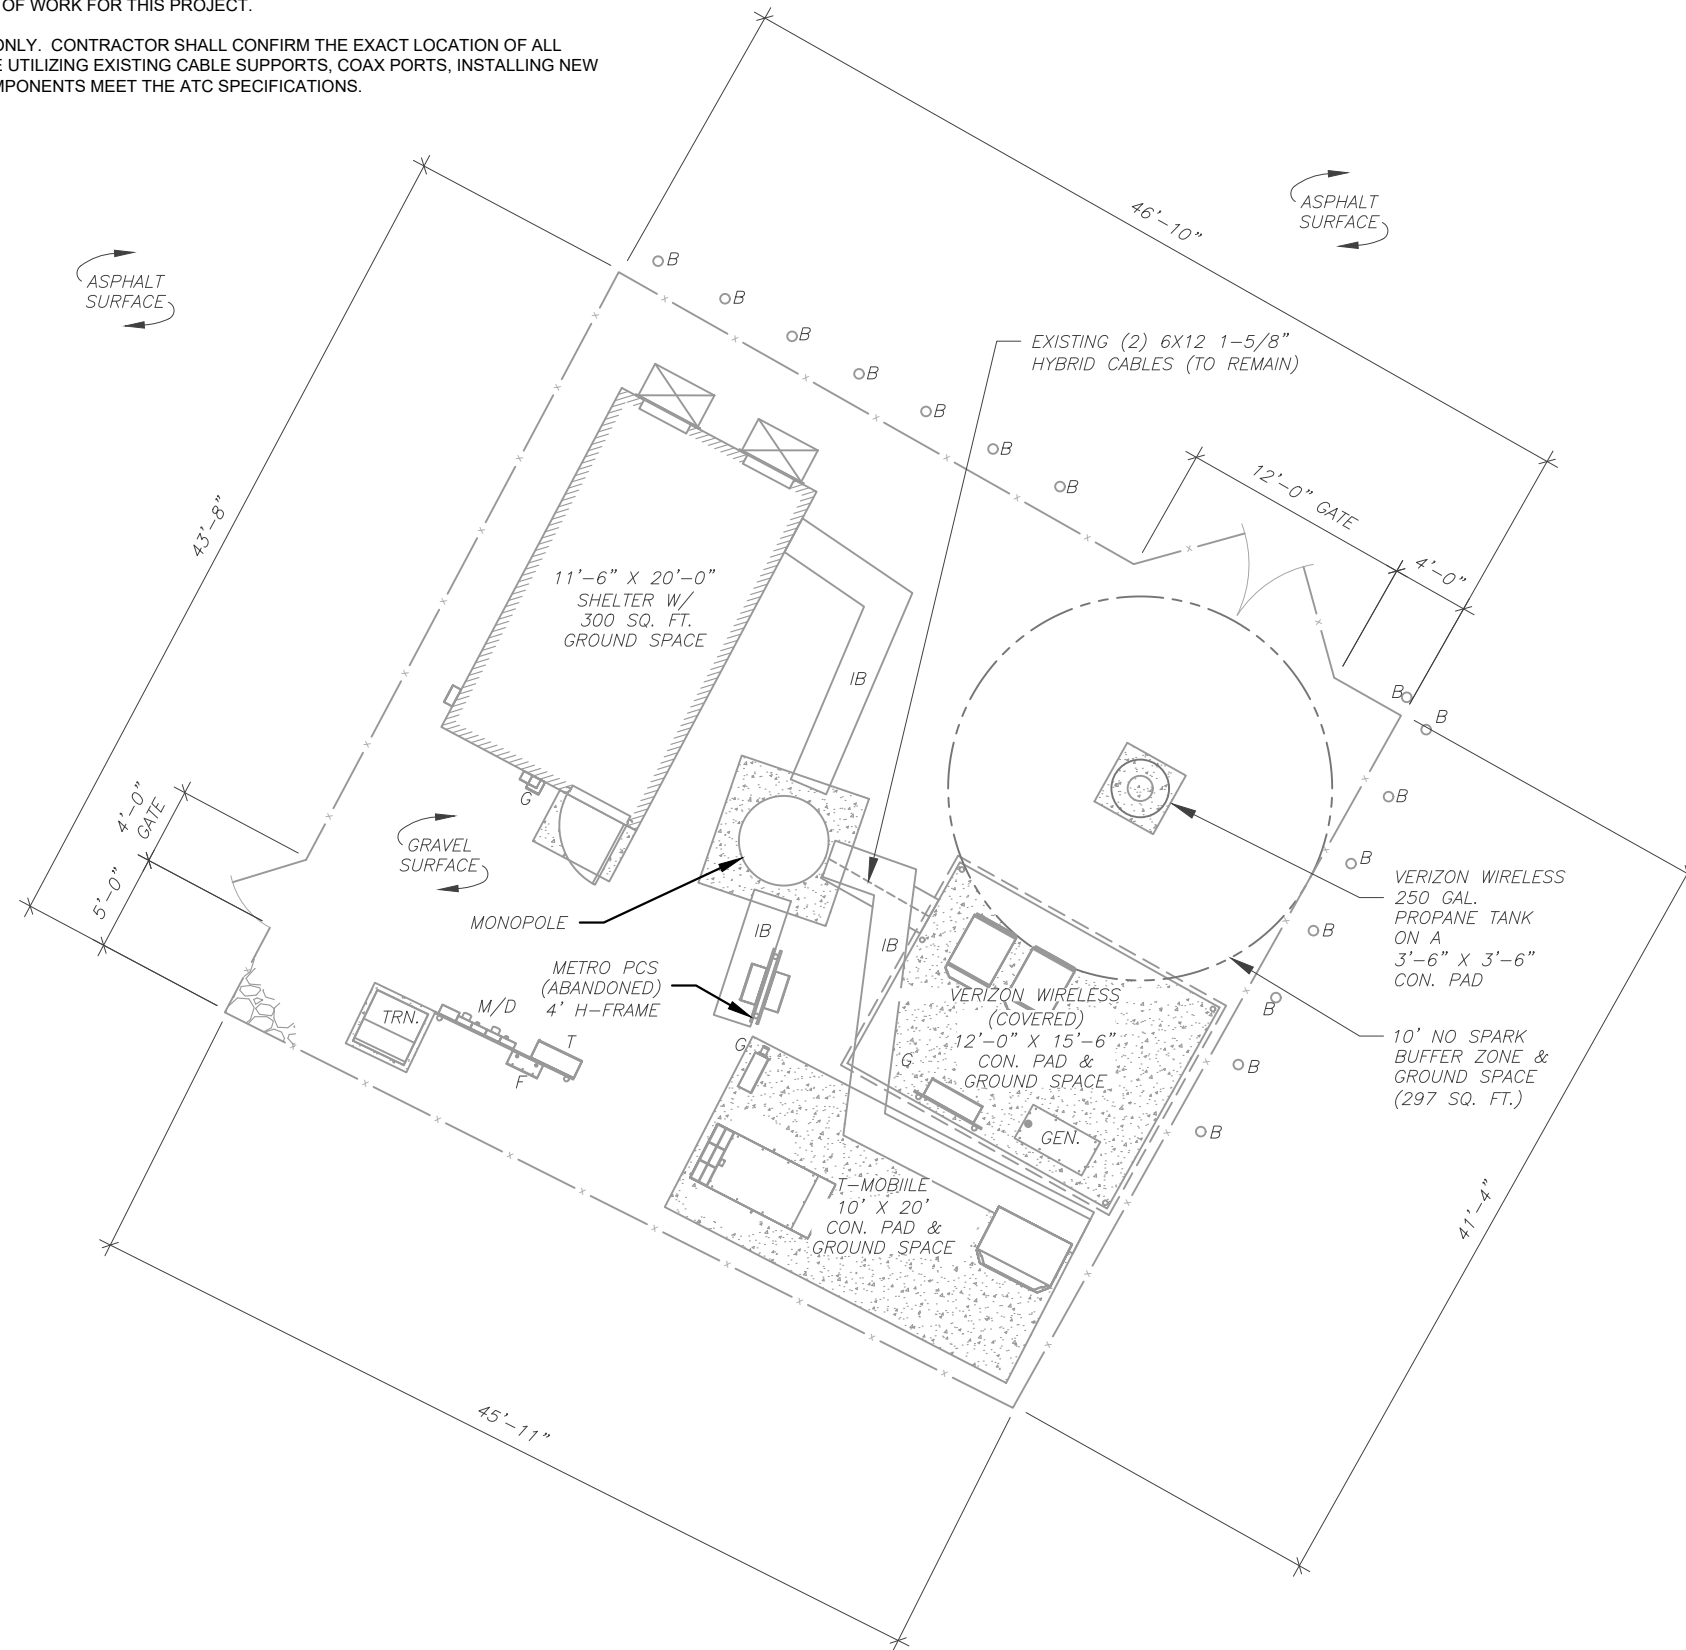 OF WORK FOR THIS PROJECT.
ONLY. CONTRACTOR SHALL CONFIRM THE EXACT LOCATION OF ALL
E UTILIZING EXISTING CABLE SUPPORTS, COAX PORTS, INSTALLING NEW
MPONENTS MEET THE ATC SPECIFICATIONS.
46'-10"
ASPHALT
SURFACE
ASPHALT
SURFACE
B
B
B
B
B
B
B
EXISTING (2) 6X12 1-5/8"
HYBRID CABLES (TO REMAIN)
12'-0" GATE
4'-0"
43'-8"
11'-6" X 20'-0"
SHELTER W/
300 SQ. FT.
GROUND SPACE
IB
B
B
B
B
B
B
B
B
4'-0"
GATE
5'-0"
G
GRAVEL
SURFACE
MONOPOLE
IB
IB
METRO PCS
(ABANDONED)
4' H-FRAME
VERIZON WIRELESS
250 GAL.
PROPANE TANK
ON A
3'-6" X 3'-6"
CON. PAD
10' NO SPARK
BUFFER ZONE &
GROUND SPACE
(297 SQ. FT.)
VERIZON WIRELESS
(COVERED)
12'-0" X 15'-6"
CON. PAD &
GROUND SPACE
G
G
GEN.
TRN.
M/D
T
F
T-MOBIILE
10' X 20'
CON. PAD &
GROUND SPACE
41'-4"
45'-11"